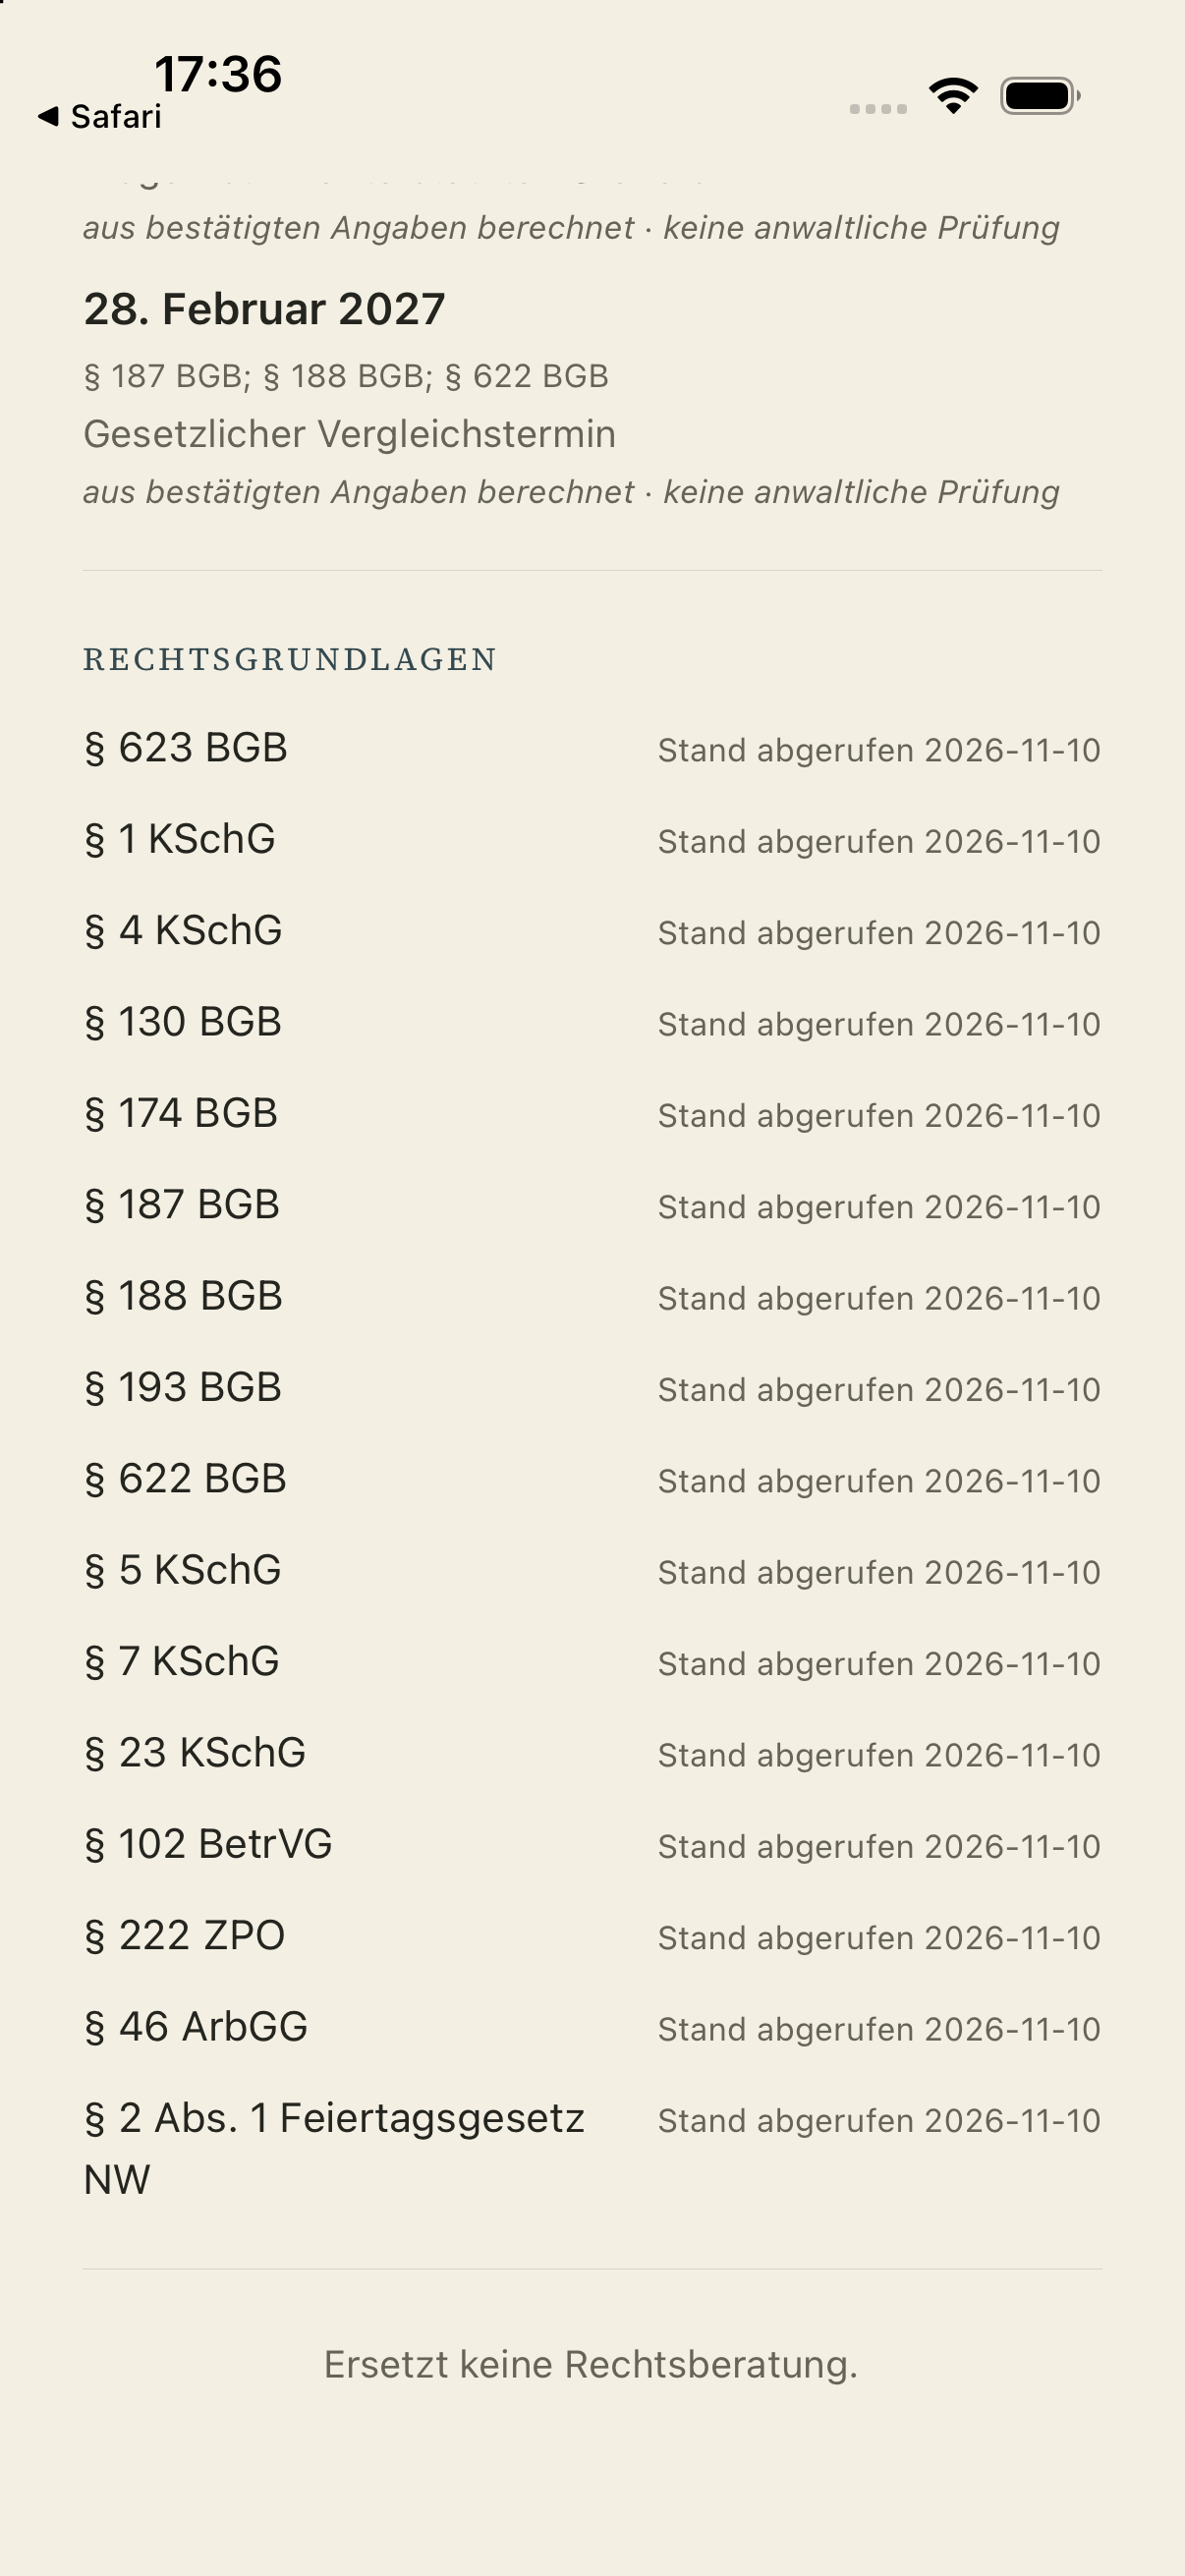 17:36
◀ Safari
aus bestätigten Angaben berechnet · keine anwaltliche Prüfung
28. Februar 2027
§ 187 BGB; § 188 BGB; § 622 BGB
Gesetzlicher Vergleichstermin
aus bestätigten Angaben berechnet · keine anwaltliche Prüfung
RECHTSGRUNDLAGEN
§ 623 BGB Stand abgerufen 2026-11-10
§ 1 KSchG Stand abgerufen 2026-11-10
§ 4 KSchG Stand abgerufen 2026-11-10
§ 130 BGB Stand abgerufen 2026-11-10
§ 174 BGB Stand abgerufen 2026-11-10
§ 187 BGB Stand abgerufen 2026-11-10
§ 188 BGB Stand abgerufen 2026-11-10
§ 193 BGB Stand abgerufen 2026-11-10
§ 622 BGB Stand abgerufen 2026-11-10
§ 5 KSchG Stand abgerufen 2026-11-10
§ 7 KSchG Stand abgerufen 2026-11-10
§ 23 KSchG Stand abgerufen 2026-11-10
§ 102 BetrVG Stand abgerufen 2026-11-10
§ 222 ZPO Stand abgerufen 2026-11-10
§ 46 ArbGG Stand abgerufen 2026-11-10
§ 2 Abs. 1 Feiertagsgesetz Stand abgerufen 2026-11-10
NW
Ersetzt keine Rechtsberatung.